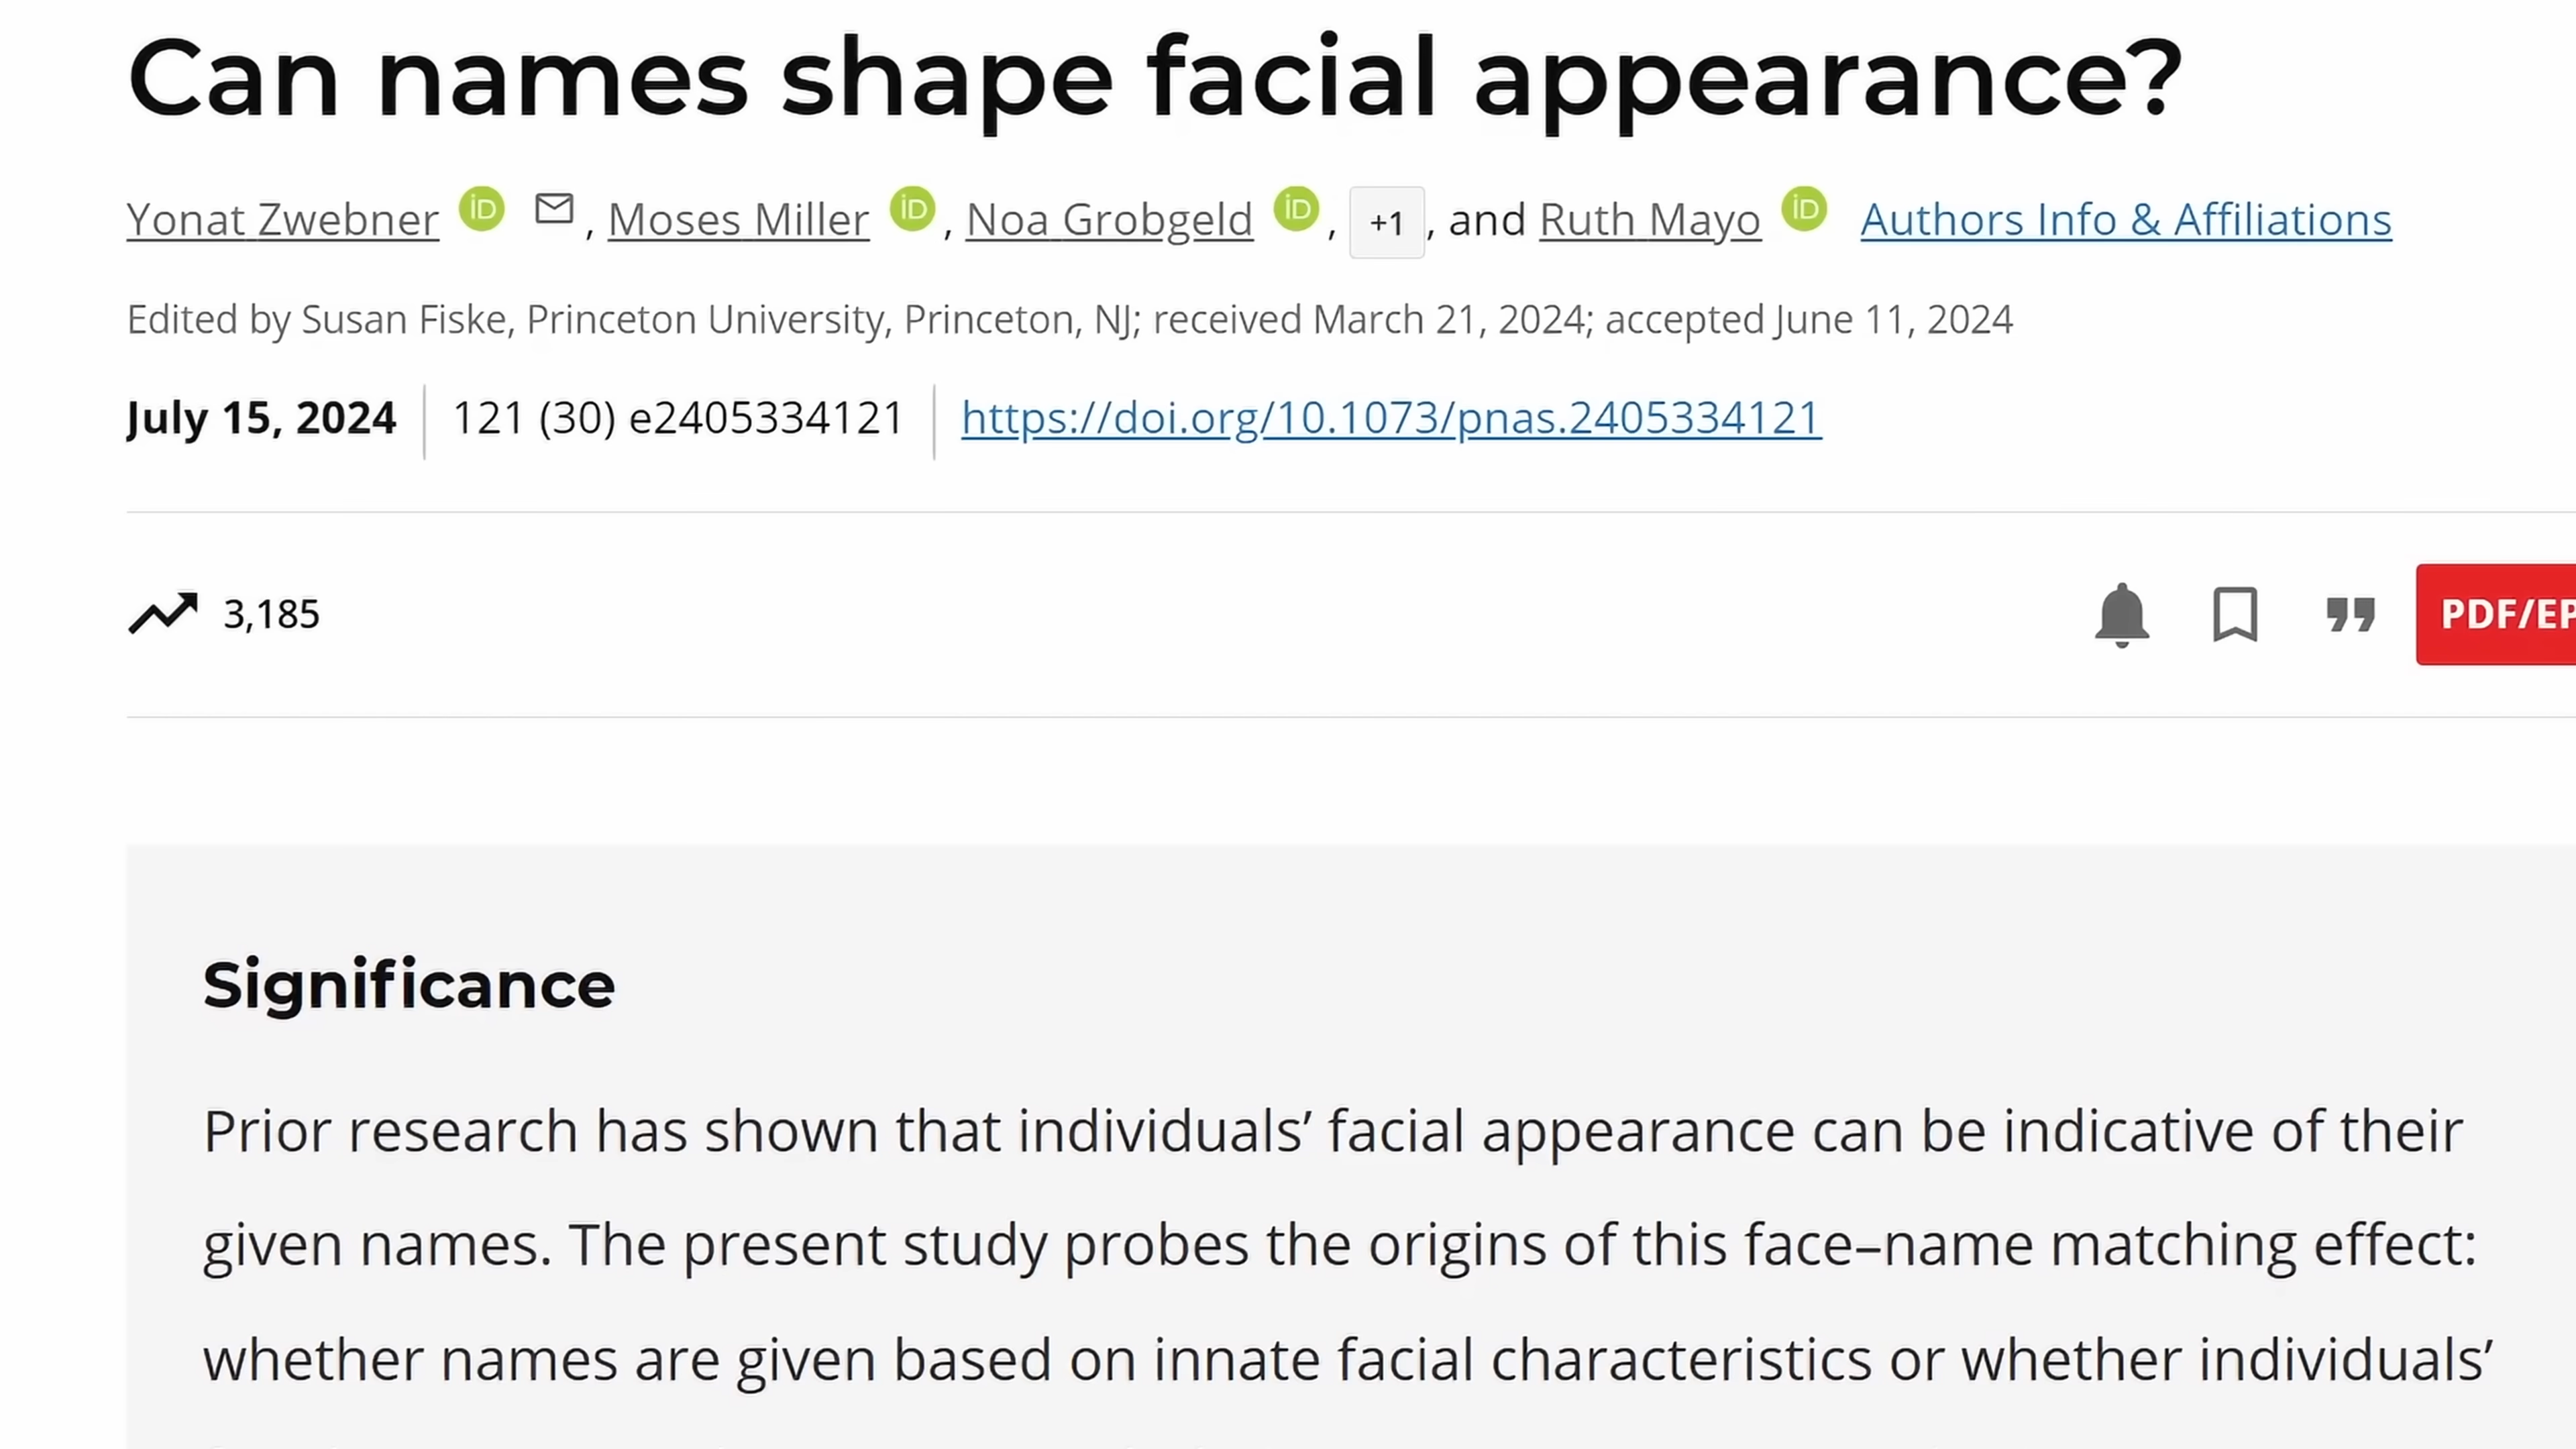 Can names shape facial appearance?
Yonat Zwebner iD , Moses Miller iD , Noa Grobgeld iD , +1 , and Ruth Mayo iD Authors Info & Affiliations
Edited by Susan Fiske, Princeton University, Princeton, NJ; received March 21, 2024; accepted June 11, 2024
July 15, 2024 121 (30) e2405334121 https://doi.org/10.1073/pnas.2405334121
3,185 PDF/EP
Significance
Prior research has shown that individuals’ facial appearance can be indicative of their
given names. The present study probes the origins of this face–name matching effect:
whether names are given based on innate facial characteristics or whether individuals’